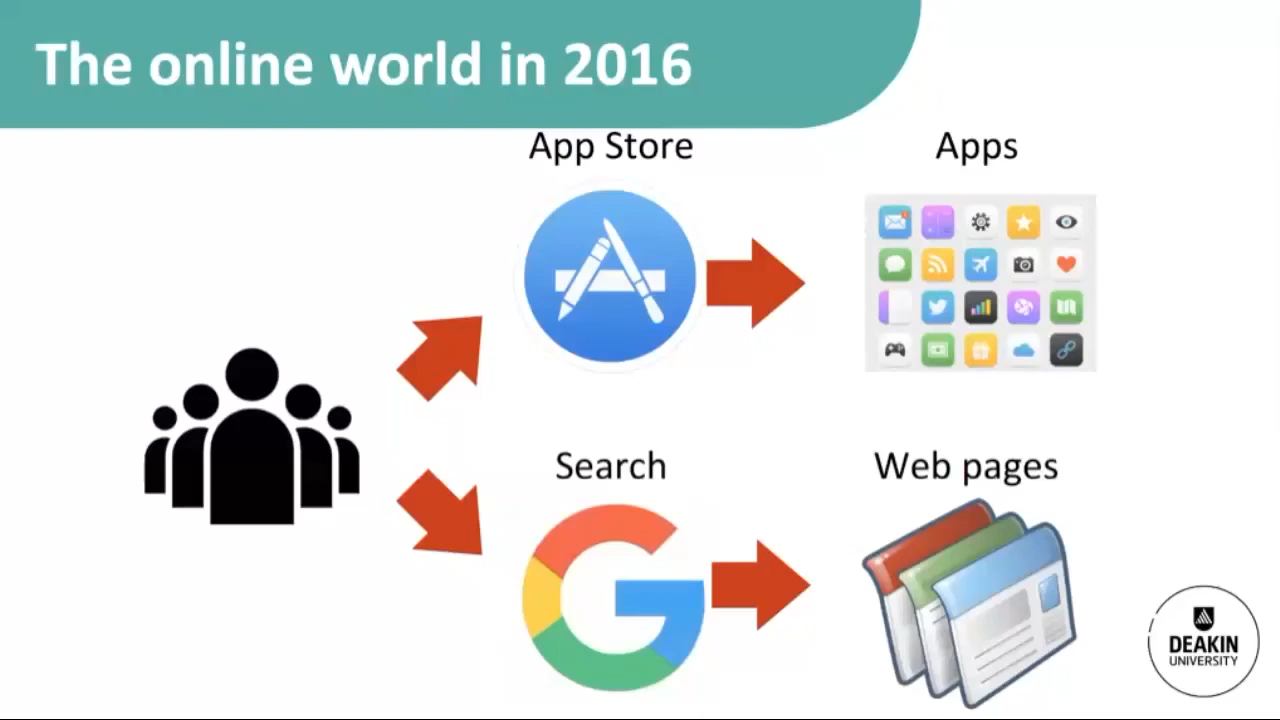 The online world in 2016
App Store
Apps
Search
Web pages
DEAKIN
UNIVERSITY